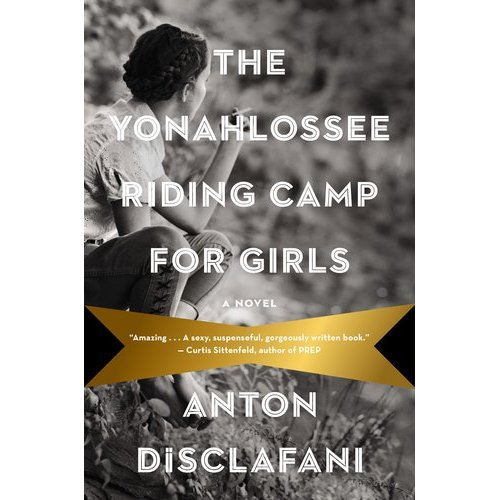 THE
YONAHLOSSEE
RIDING CAMP
FOR GIRLS
A NOVEL
"Amazing . . . A sexy, suspenseful, gorgeously written book."
— Curtis Sittenfeld, author of PREP
ANTON
DiSCLAFANI